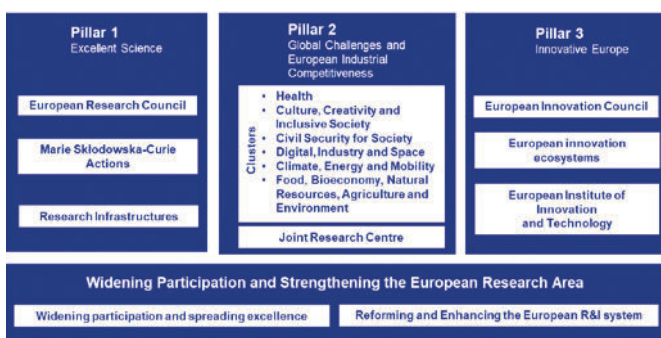 Pillar 1
Excellent Science
European Research Council
Marie Skłodowska-Curie
Actions
Research Infrastructures
Pillar 2
Global Challenges and
European Industrial
Competitiveness
Clusters
• Health
• Culture, Creativity and
Inclusive Society
• Civil Security for Society
• Digital, Industry and Space
• Climate, Energy and Mobility
• Food, Bioeconomy, Natural
Resources, Agriculture and
Environment
Joint Research Centre
Pillar 3
Innovative Europe
European Innovation Council
European innovation
ecosystems
European Institute of
Innovation
and Technology
Widening Participation and Strengthening the European Research Area
Widening participation and spreading excellence
Reforming and Enhancing the European R&I system